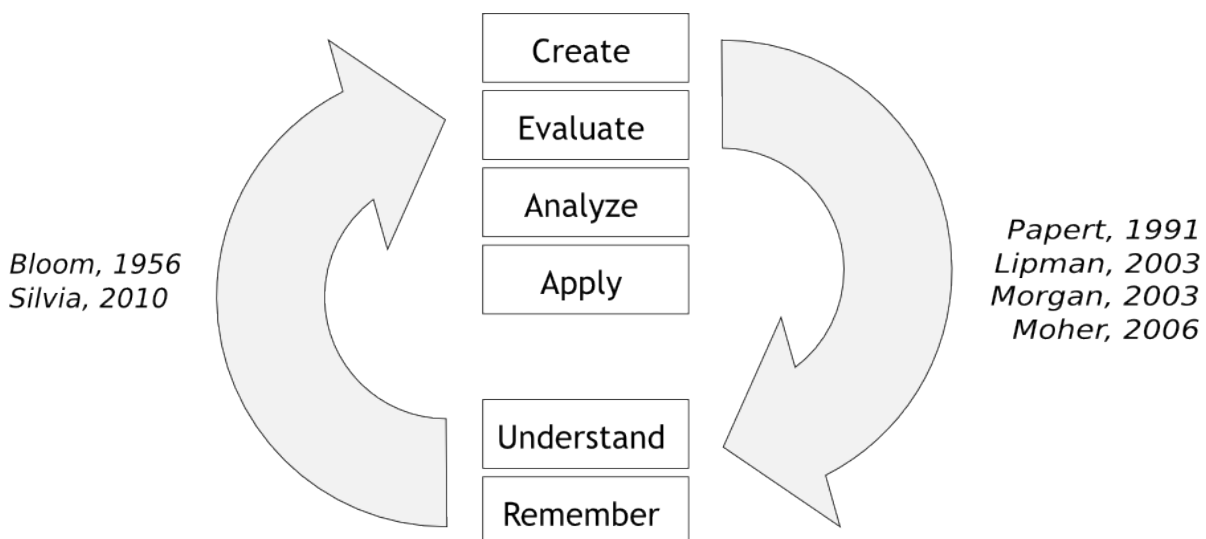 Create
Evaluate
Analyze
Apply
Understand
Remember
Bloom, 1956
Silvia, 2010
Papert, 1991
Lipman, 2003
Morgan, 2003
Moher, 2006